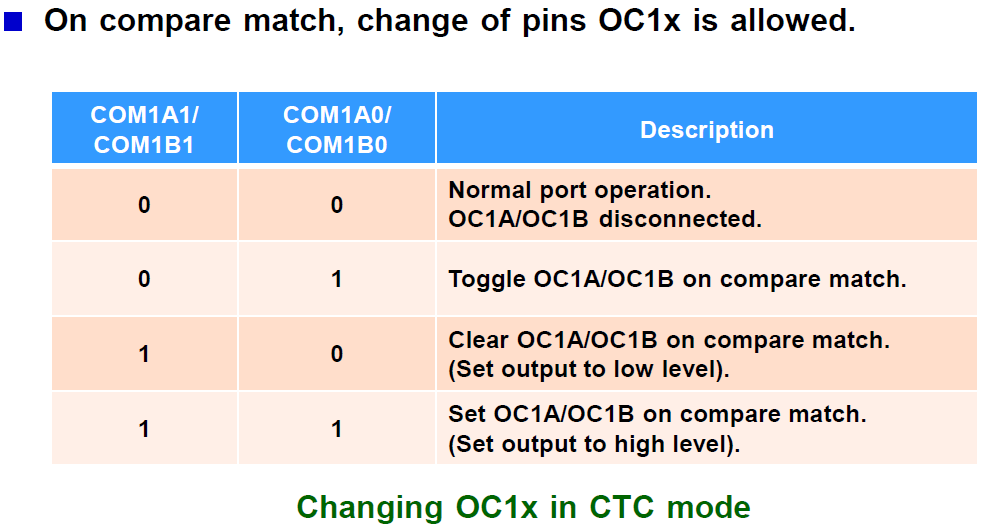 On compare match, change of pins OC1x is allowed.
COM1A1/
COM1B1
COM1A0/
COM1B0
Description
0
0
Normal port operation.
OC1A/OC1B disconnected.
0
1
Toggle OC1A/OC1B on compare match.
1
0
Clear OC1A/OC1B on compare match.
(Set output to low level).
1
1
Set OC1A/OC1B on compare match.
(Set output to high level).
Changing OC1x in CTC mode